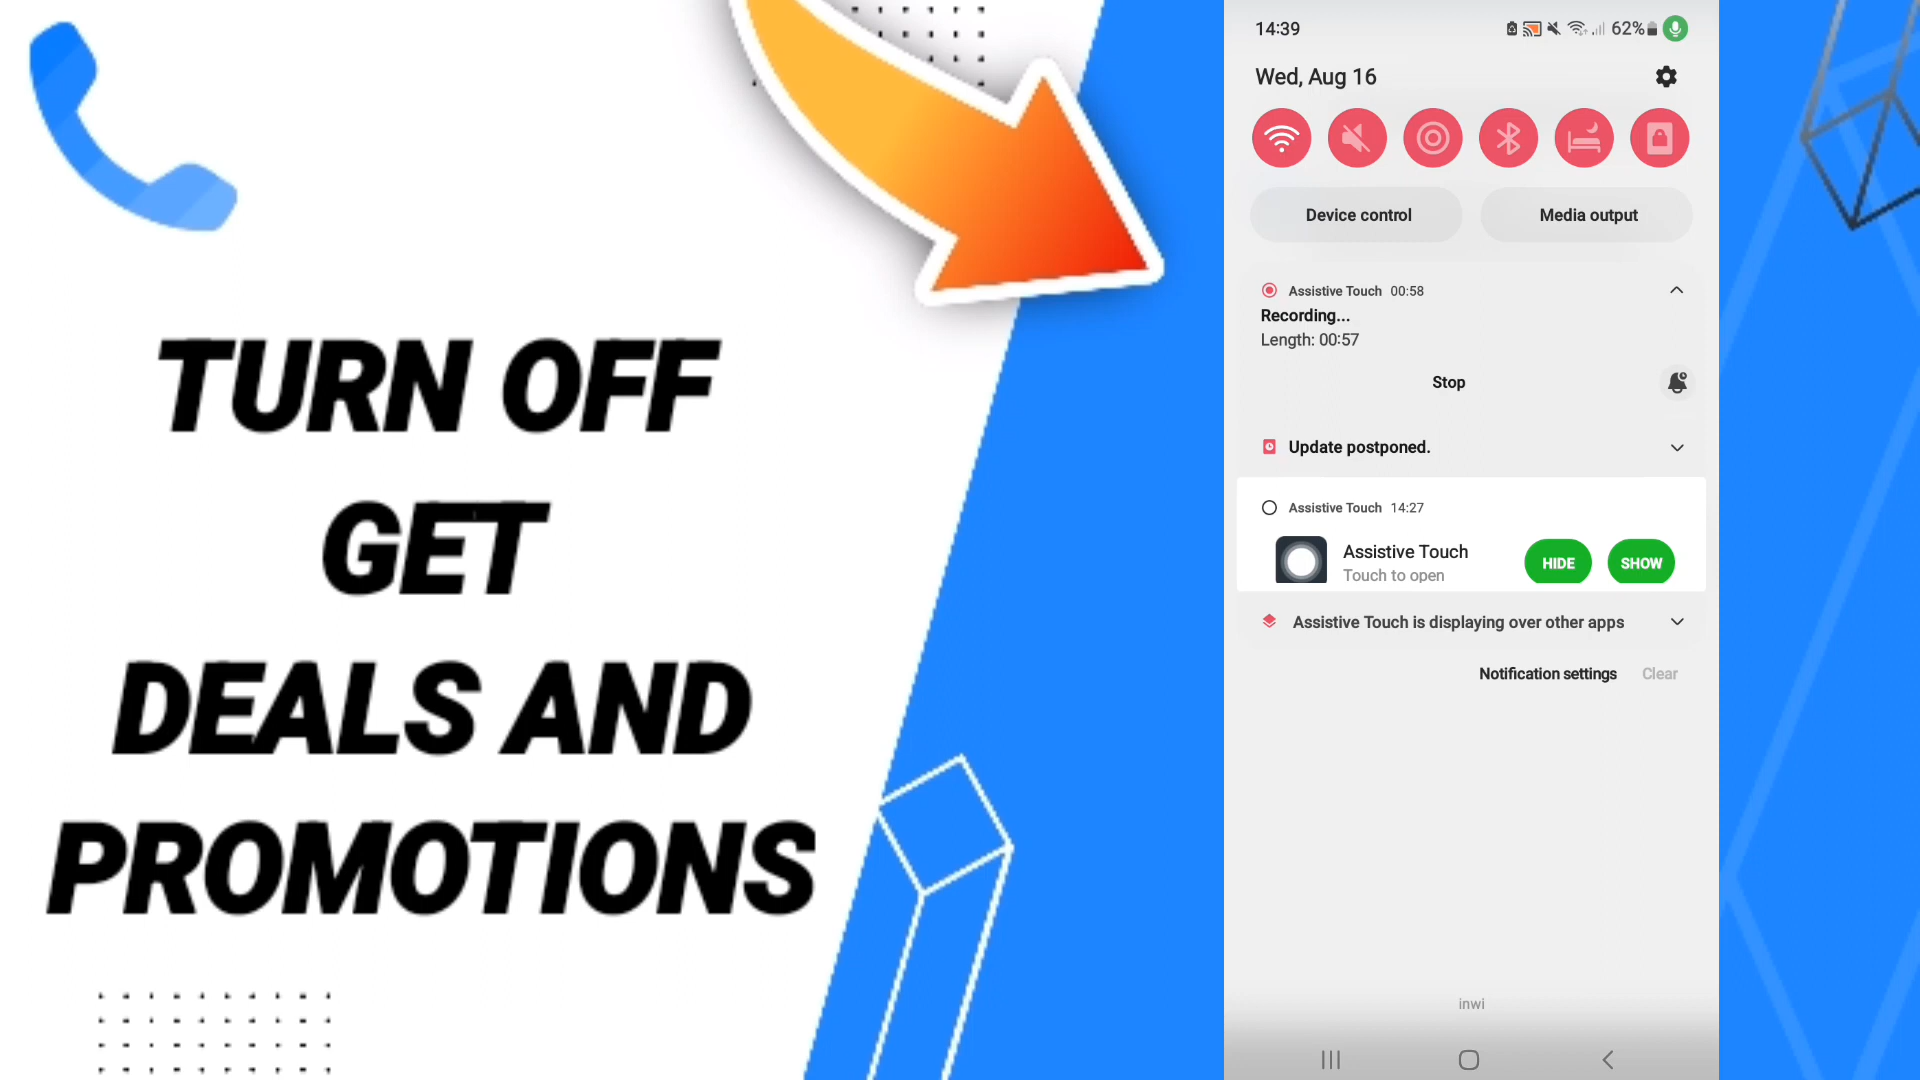 TURN OFF
GET
DEALS AND
PROMOTIONS
14:39
62%
Wed, Aug 16
Device control
Media output
Assistive Touch 00:58
Recording...
Length: 00:57
Stop
Update postponed.
Assistive Touch 14:27
Assistive Touch
Touch to open
HIDE
SHOW
Assistive Touch is displaying over other apps
Notification settings
Clear
inwi